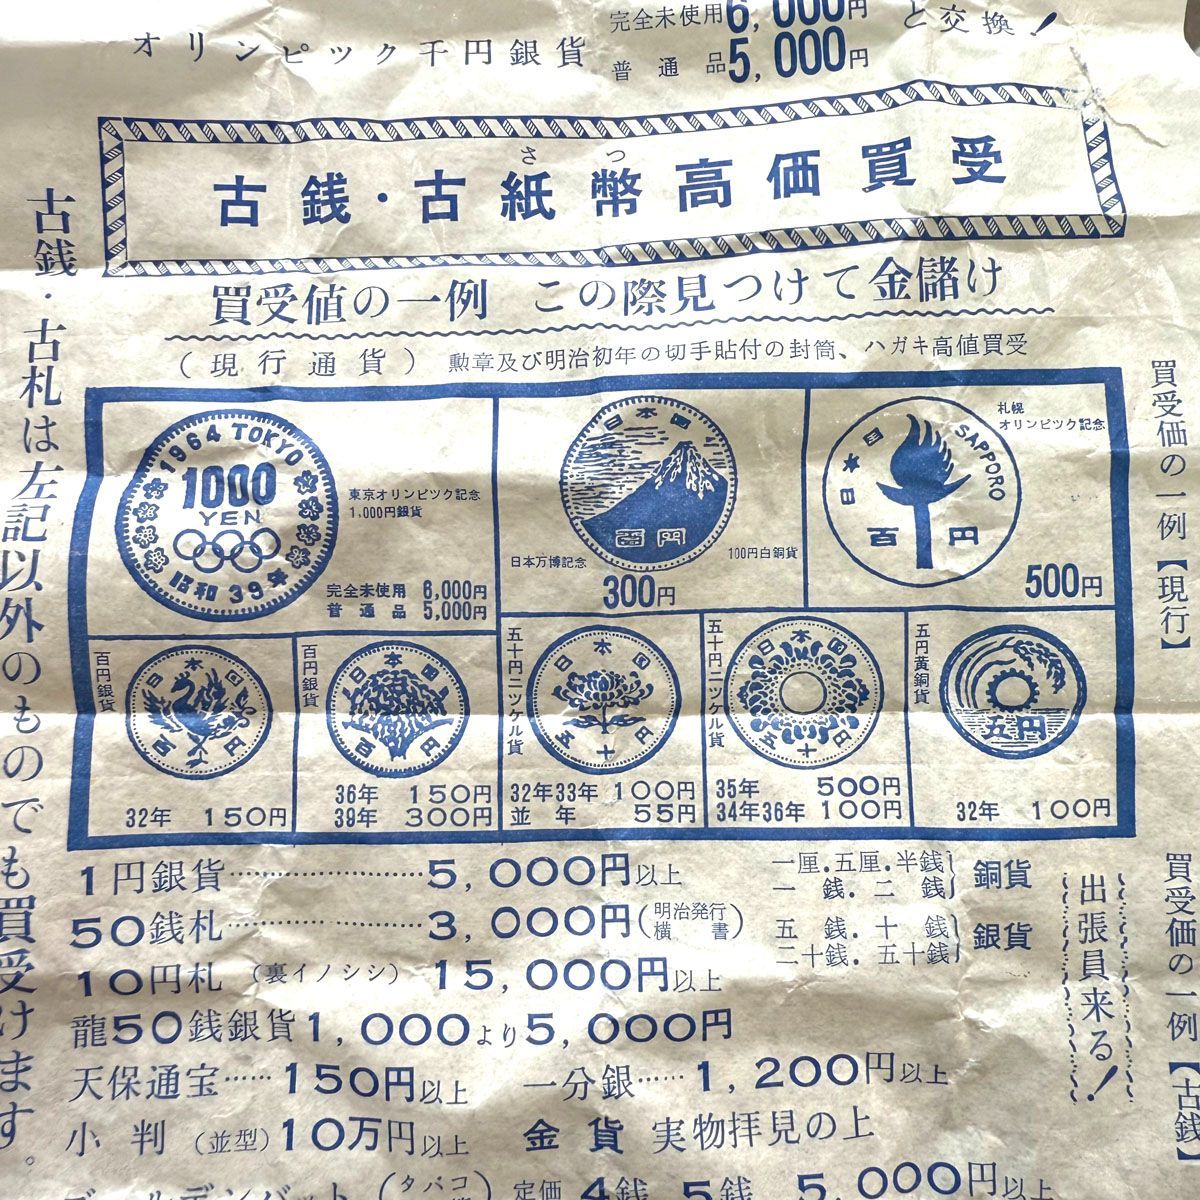 オリンピツク千円銀貨
完全未使用6,000円
普通品5,000円
と交換!
さつ
古銭・古紙幣高価買受
買受値の一例 この際見つけて金儲け
(現行通貨) 勲章及び明治初年の切手貼付の封筒、ハガキ高値買受
古銭・古札は左記以外のものでも買受けます。
買受価の一例【現行】
1964 TOKYO
1000
YEN
昭和39年
東京オリンピツク記念
1,000円銀貨
完全未使用 6,000円
普通品 5,000円
日本国
百円
日本万博記念
100円白銅貨
300円
札幌
オリンピツク記念
日本国
SAPPORO
百円
500円
百円銀貨
日本国
百円
32年 150円
百円銀貨
日本国
百円
36年 150円
39年 300円
五十円ニツケル貨
日本国
五十円
32年33年 100円
並年 55円
五十円ニツケル貨
日本国
五十円
35年 500円
34年36年 100円
五円黄銅貨
五円
32年 100円
1円銀貨……………5,000円以上
50銭札……………3,000円(明治発行横書)
10円札(裏イノシシ)15,000円以上
龍50銭銀貨1,000より5,000円
天保通宝……150円以上 一分銀……1,200円以上
小判(並型)10万円以上 金貨 実物拝見の上
一厘.五厘.半銭
一銭.二銭
銅貨
五銭.十銭
二十銭.五十銭
銀貨
出張員来る!
買受価の一例【古銭】
ゴールデンバット(タバコ 定価 4銭 5銭 5,000円以上